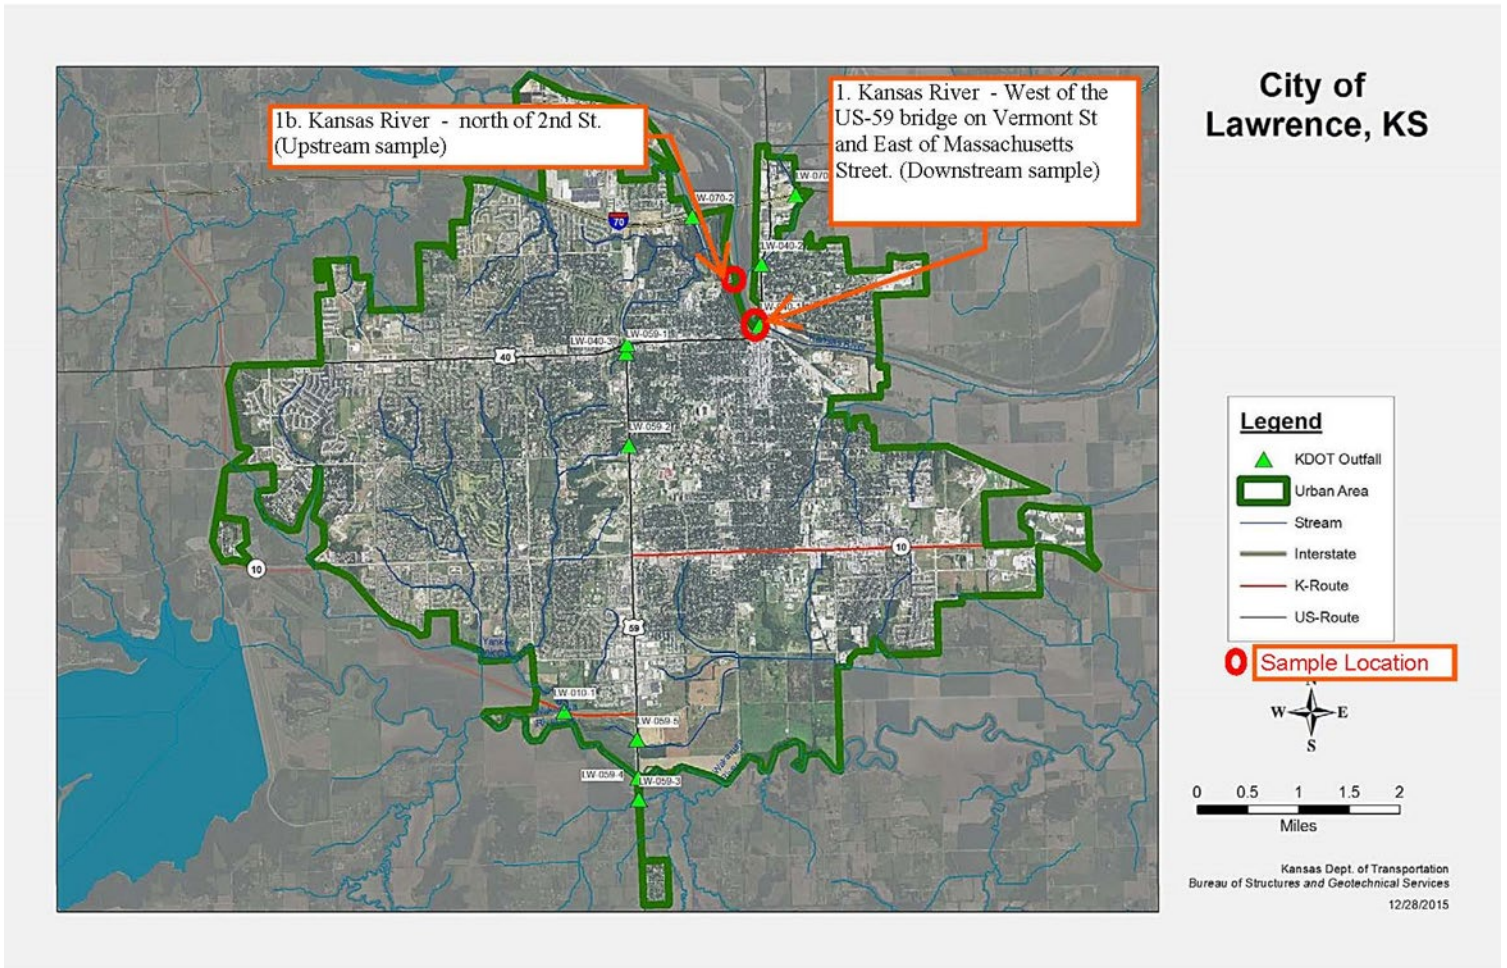 City of
Lawrence, KS
1b. Kansas River - north of 2nd St.
(Upstream sample)
1. Kansas River - West of the
US-59 bridge on Vermont St
and East of Massachusetts
Street. (Downstream sample)
W-070-2
LW-070
70
LW-040-2
LW-040-3
LW-059-1
40
LW-059-2
10
10
59
LW-010-1
LW-059-5
LW-059-4
LW-059-3
Legend
KDOT Outfall
Urban Area
Stream
Interstate
K-Route
US-Route
Sample Location
N
W
E
S
0 0.5 1 1.5 2
Miles
Kansas Dept. of Transportation
Bureau of Structures and Geotechnical Services
12/28/2015